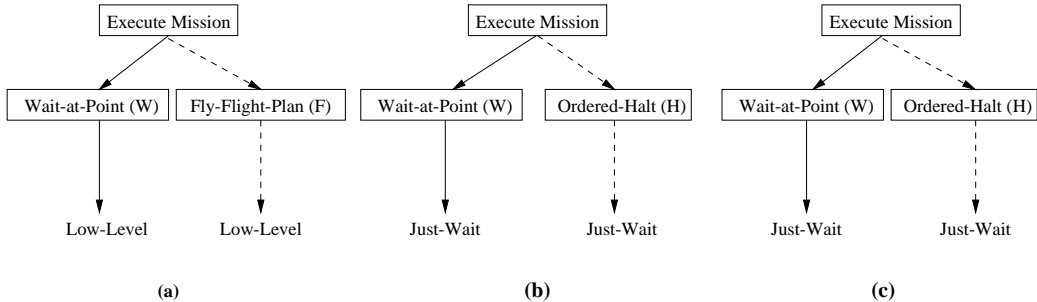 Execute Mission
Wait-at-Point (W)
Fly-Flight-Plan (F)
Low-Level
Low-Level
(a)
Execute Mission
Wait-at-Point (W)
Ordered-Halt (H)
Just-Wait
Just-Wait
(b)
Execute Mission
Wait-at-Point (W)
Ordered-Halt (H)
Just-Wait
Just-Wait
(c)